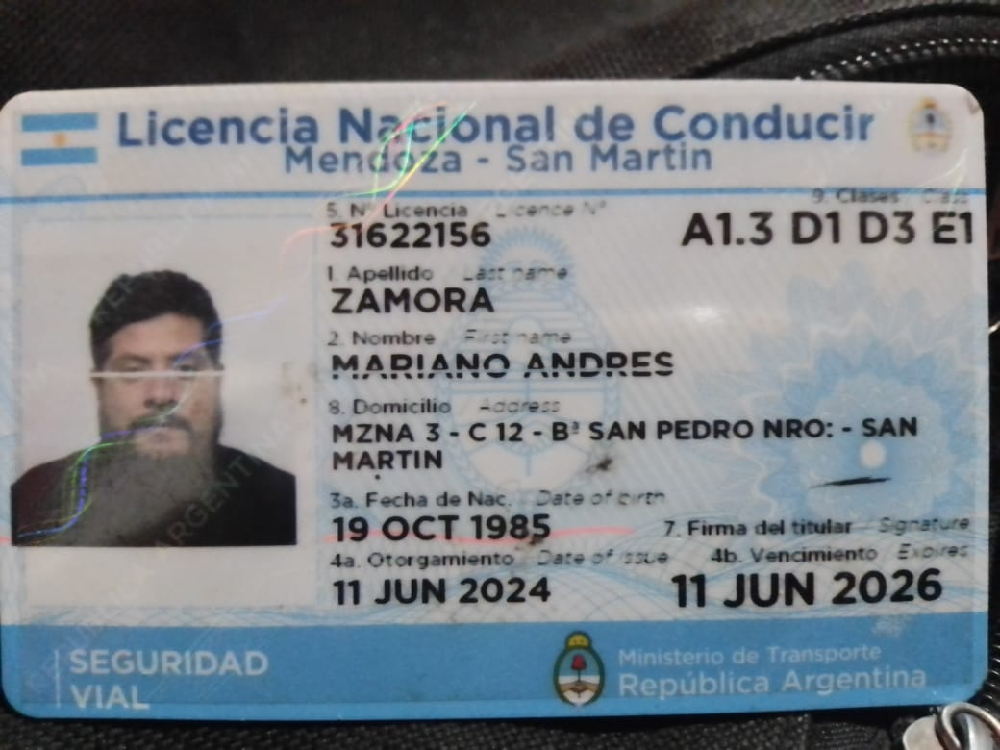 Licencia Nacional de Conducir
Mendoza - San Martin
5. Nº Licencia Licence Nº
31622156
9. Clases Class
A1.3 D1 D3 E1
1. Apellido Last name
ZAMORA
2. Nombre First name
MARIANO ANDRES
8. Domicilio Address
MZNA 3 - C 12 - Bª SAN PEDRO NRO: - SAN
MARTIN
3a. Fecha de Nac. Date of birth
19 OCT 1985
7. Firma del titular Signature
4a. Otorgamiento Date of issue
11 JUN 2024
4b. Vencimiento Expires
11 JUN 2026
SEGURIDAD
VIAL
Ministerio de Transporte
República Argentina